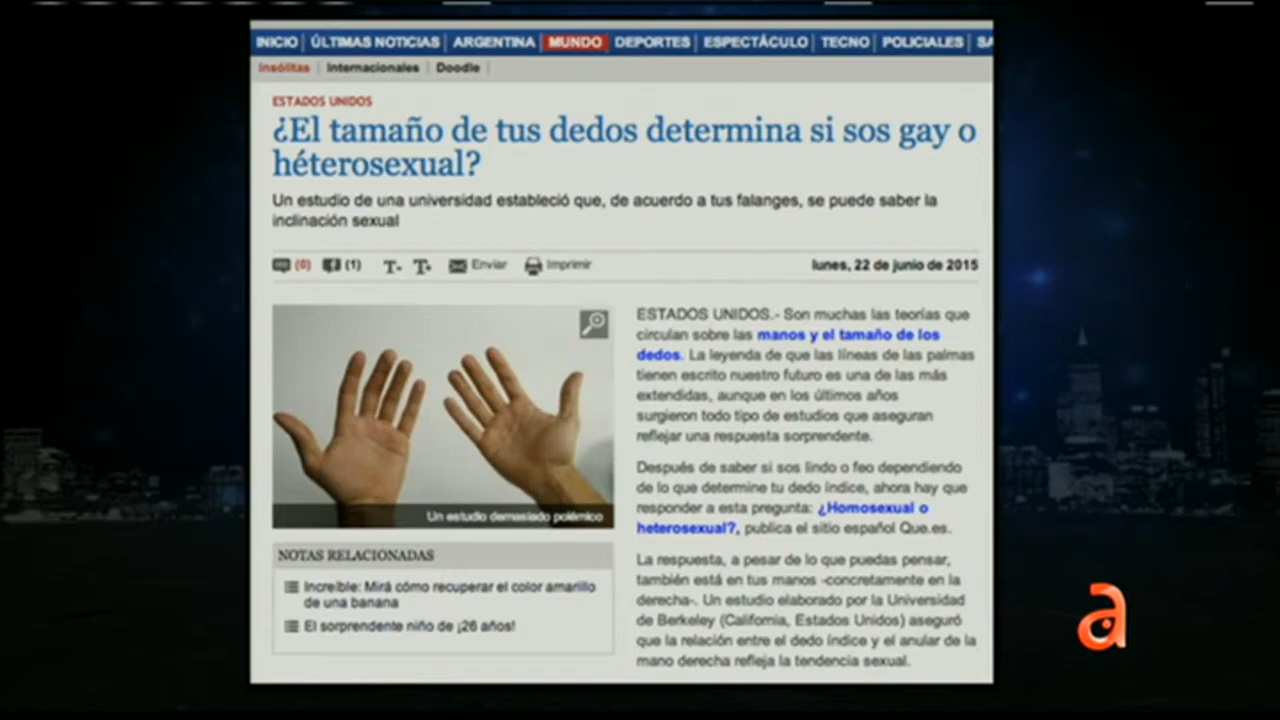 INICIO | ÚLTIMAS NOTICIAS | ARGENTINA | MUNDO | DEPORTES | ESPECTÁCULO | TECNO | POLICIALES | SA
Insólitas | Internacionales | Doodle |
ESTADOS UNIDOS
¿El tamaño de tus dedos determina si sos gay o
héterosexual?
Un estudio de una universidad estableció que, de acuerdo a tus falanges, se puede saber la
inclinación sexual
(0) (1) T- T+ Enviar Imprimir lunes, 22 de junio de 2015
Un estudio demasiado polémico
NOTAS RELACIONADAS
Increíble: Mirá cómo recuperar el color amarillo
de una banana
El sorprendente niño de ¡26 años!
ESTADOS UNIDOS.- Son muchas las teorías que
circulan sobre las manos y el tamaño de los
dedos. La leyenda de que las líneas de las palmas
tienen escrito nuestro futuro es una de las más
extendidas, aunque en los últimos años
surgieron todo tipo de estudios que aseguran
reflejar una respuesta sorprendente.
Después de saber si sos lindo o feo dependiendo
de lo que determine tu dedo índice, ahora hay que
responder a esta pregunta: ¿Homosexual o
heterosexual?, publica el sitio español Que.es.
La respuesta, a pesar de lo que puedas pensar,
también está en tus manos -concretamente en la
derecha-. Un estudio elaborado por la Universidad
de Berkeley (California, Estados Unidos) aseguró
que la relación entre el dedo índice y el anular de la
mano derecha refleja la tendencia sexual.
a